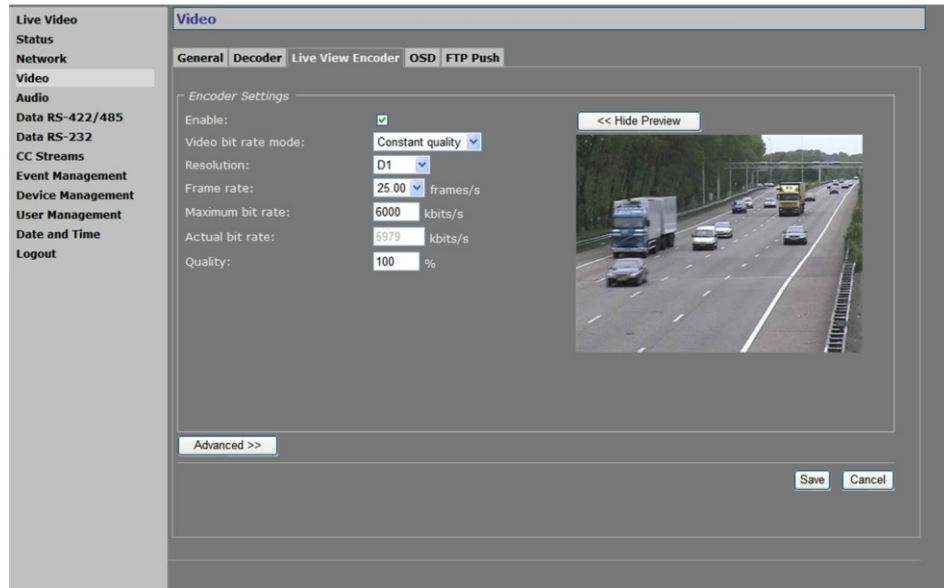 Live Video
Status
Network
Video
Audio
Data RS-422/485
Data RS-232
CC Streams
Event Management
Device Management
User Management
Date and Time
Logout
Video
General Decoder Live View Encoder OSD FTP Push
Encoder Settings
Enable:
Video bit rate mode: Constant quality
Resolution: D1
Frame rate: 25.00 frames/s
Maximum bit rate: 6000 kbits/s
Actual bit rate: 5979 kbits/s
Quality: 100 %
<< Hide Preview
Advanced >>
Save Cancel